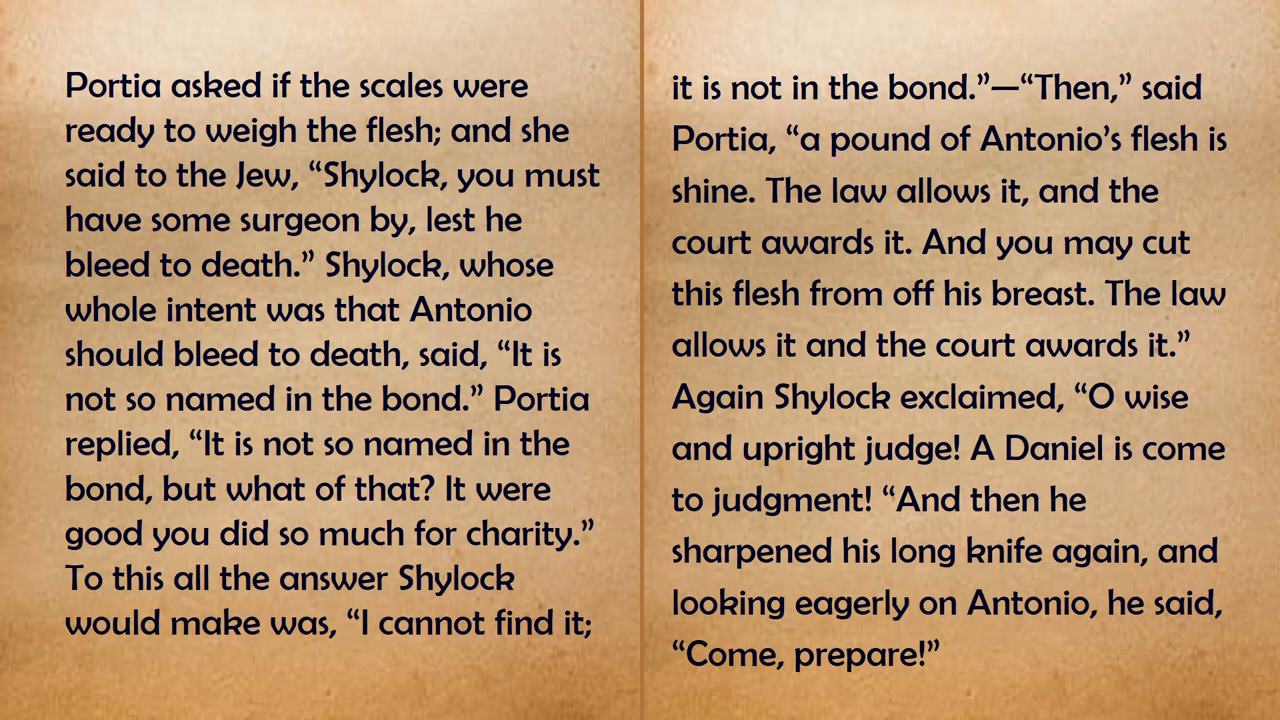 Portia asked if the scales were
ready to weigh the flesh; and she
said to the Jew, “Shylock, you must
have some surgeon by, lest he
bleed to death.” Shylock, whose
whole intent was that Antonio
should bleed to death, said, “It is
not so named in the bond.” Portia
replied, “It is not so named in the
bond, but what of that? It were
good you did so much for charity.”
To this all the answer Shylock
would make was, “I cannot find it;
it is not in the bond.”—“Then,” said
Portia, “a pound of Antonio’s flesh is
shine. The law allows it, and the
court awards it. And you may cut
this flesh from off his breast. The law
allows it and the court awards it.”
Again Shylock exclaimed, “O wise
and upright judge! A Daniel is come
to judgment! “And then he
sharpened his long knife again, and
looking eagerly on Antonio, he said,
“Come, prepare!”